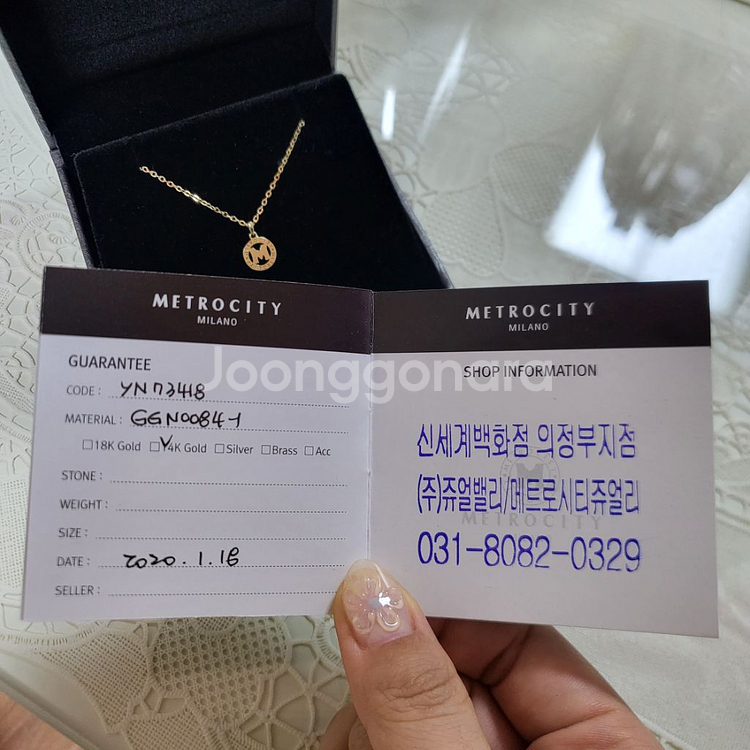 METROCITY
MILANO
GUARANTEE
CODE : YN73418
MATERIAL : GGN0084-1
☐18K Gold ☑14K Gold ☐Silver ☐Brass ☐Acc
STONE :
WEIGHT :
SIZE :
DATE : 2020.1.18
SELLER :
METROCITY
MILANO
SHOP INFORMATION
신세계백화점 의정부지점
(주)쥬얼밸리/메트로시티쥬얼리
METROCITY
031-8082-0329
Joonggonara
M